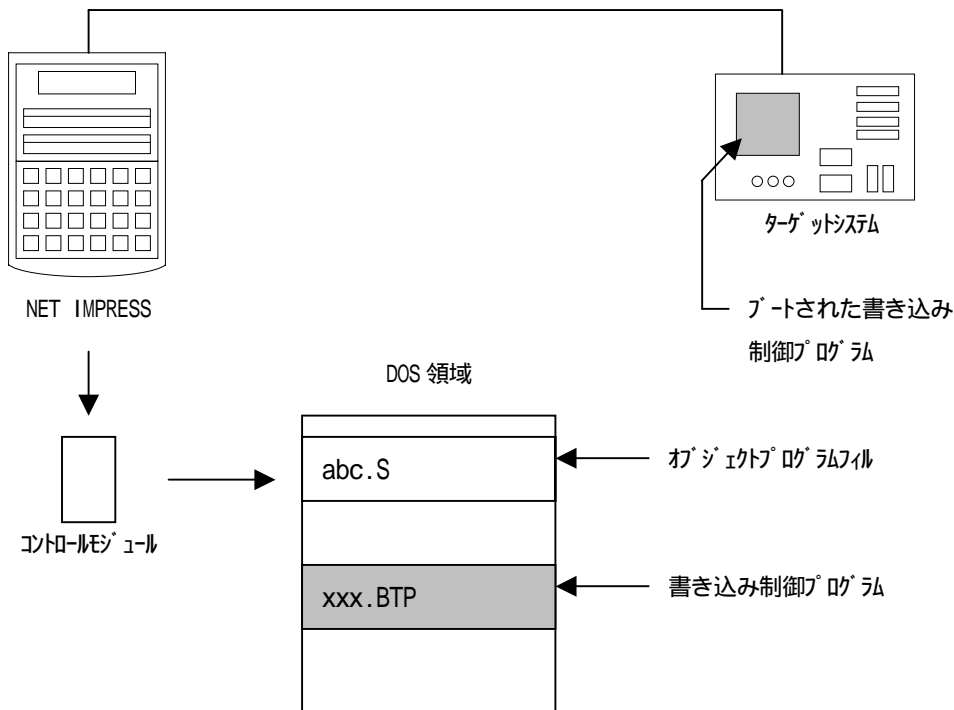 ターゲットシステム
NET IMPRESS
ブートされた書き込み
制御プログラム
DOS 領域
abc.S
オブジェクトプログラムフィル
コントロールモジュール
xxx.BTP
書き込み制御プログラム